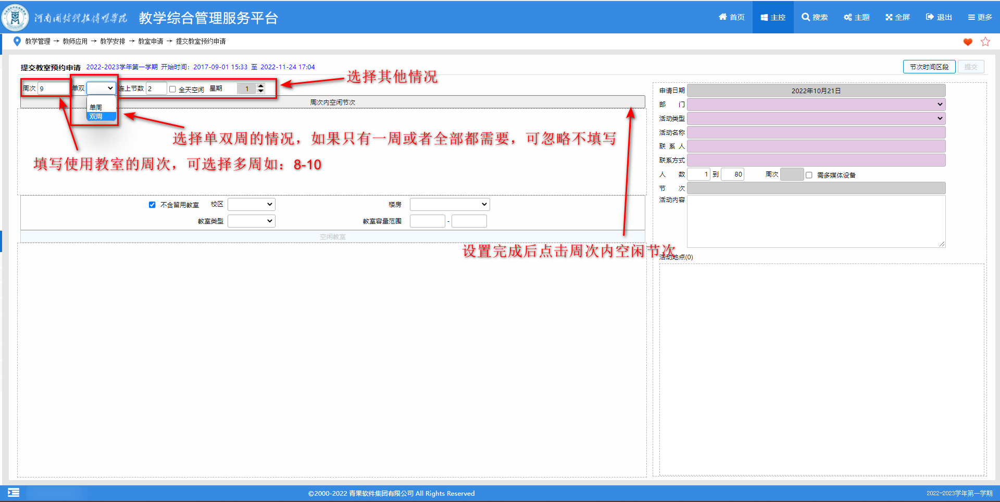 河南开封科技传媒学院 教学综合管理服务平台 首页 主控 搜索 主题 全屏 退出 更多
教学管理 → 教师应用 → 教学安排 → 教室申请 → 提交教室预约申请
提交教室预约申请 2022-2023学年第一学期 开始时间：2017-09-01 15:33 至 2022-11-24 17:04 节次时间区段 提交
选择其他情况
周次 9 单双 连上节数 2 全天空闲 星期 1
周次内空闲节次
单周
双周
选择单双周的情况，如果只有一周或者全部都需要，可忽略不填写
填写使用教室的周次，可选择多周如：8-10
不含留用教室 校区 楼房
教室类型 教室容量范围 -
空闲教室
设置完成后点击周次内空闲节次
申请日期 2022年10月21日
部 门
活动类型
活动名称
联 系 人
联系方式
人 数 1 到 80 周次 需多媒体设备
节 次
活动内容
活动地点(0)
©2000-2022 青果软件集团有限公司 All Rights Reserved 2022-2023学年第一学期